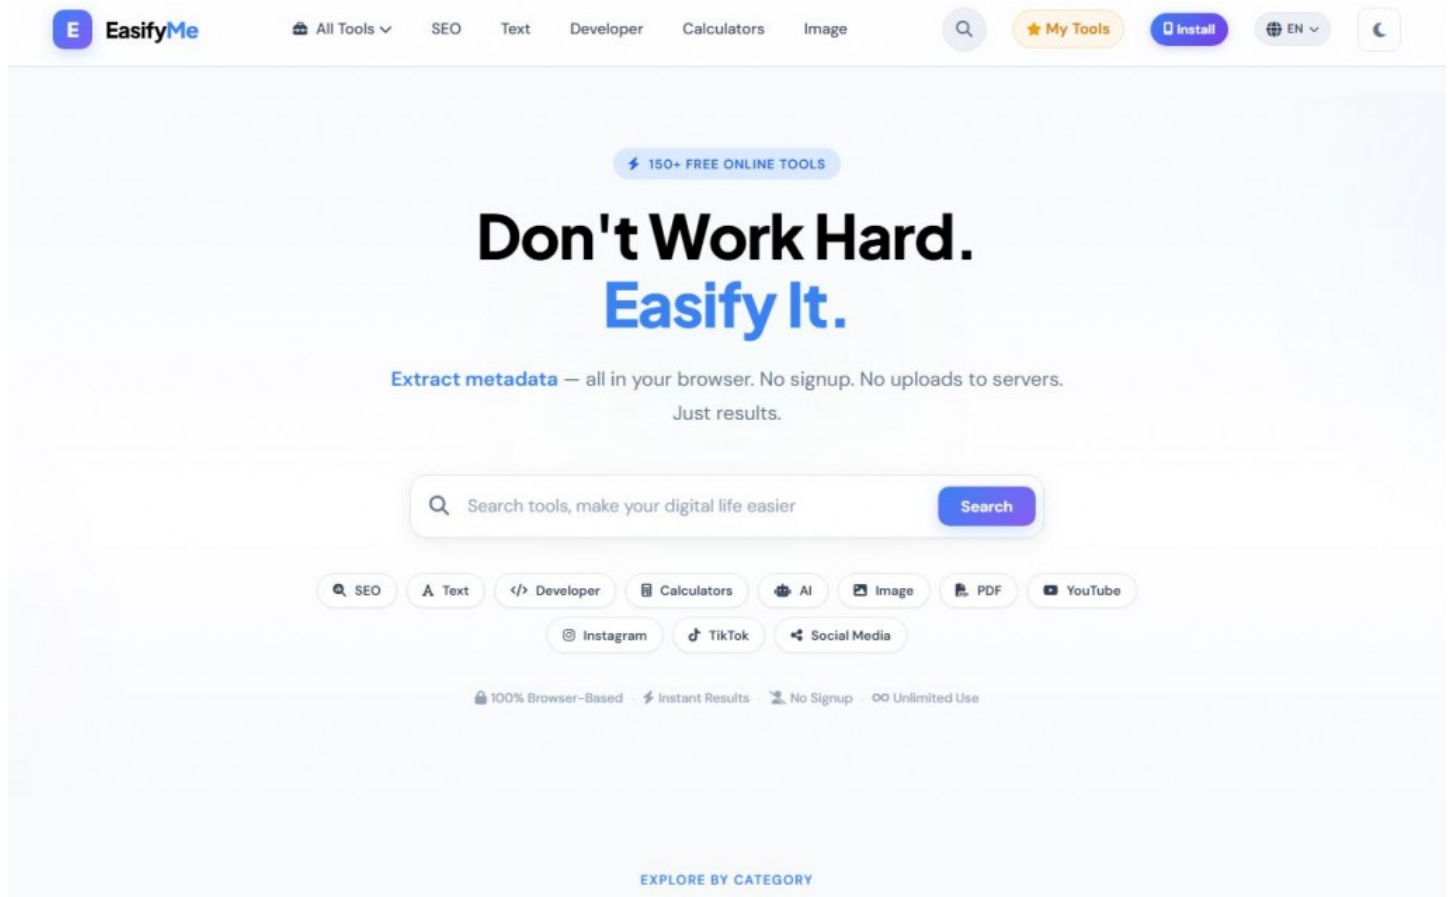 E EasifyMe All Tools SEO Text Developer Calculators Image My Tools Install EN
150+ FREE ONLINE TOOLS
Don't Work Hard.
Easify It.
Extract metadata — all in your browser. No signup. No uploads to servers.
Just results.
Search tools, make your digital life easier Search
SEO Text Developer Calculators AI Image PDF YouTube
Instagram TikTok Social Media
100% Browser-Based · Instant Results · No Signup · Unlimited Use
EXPLORE BY CATEGORY